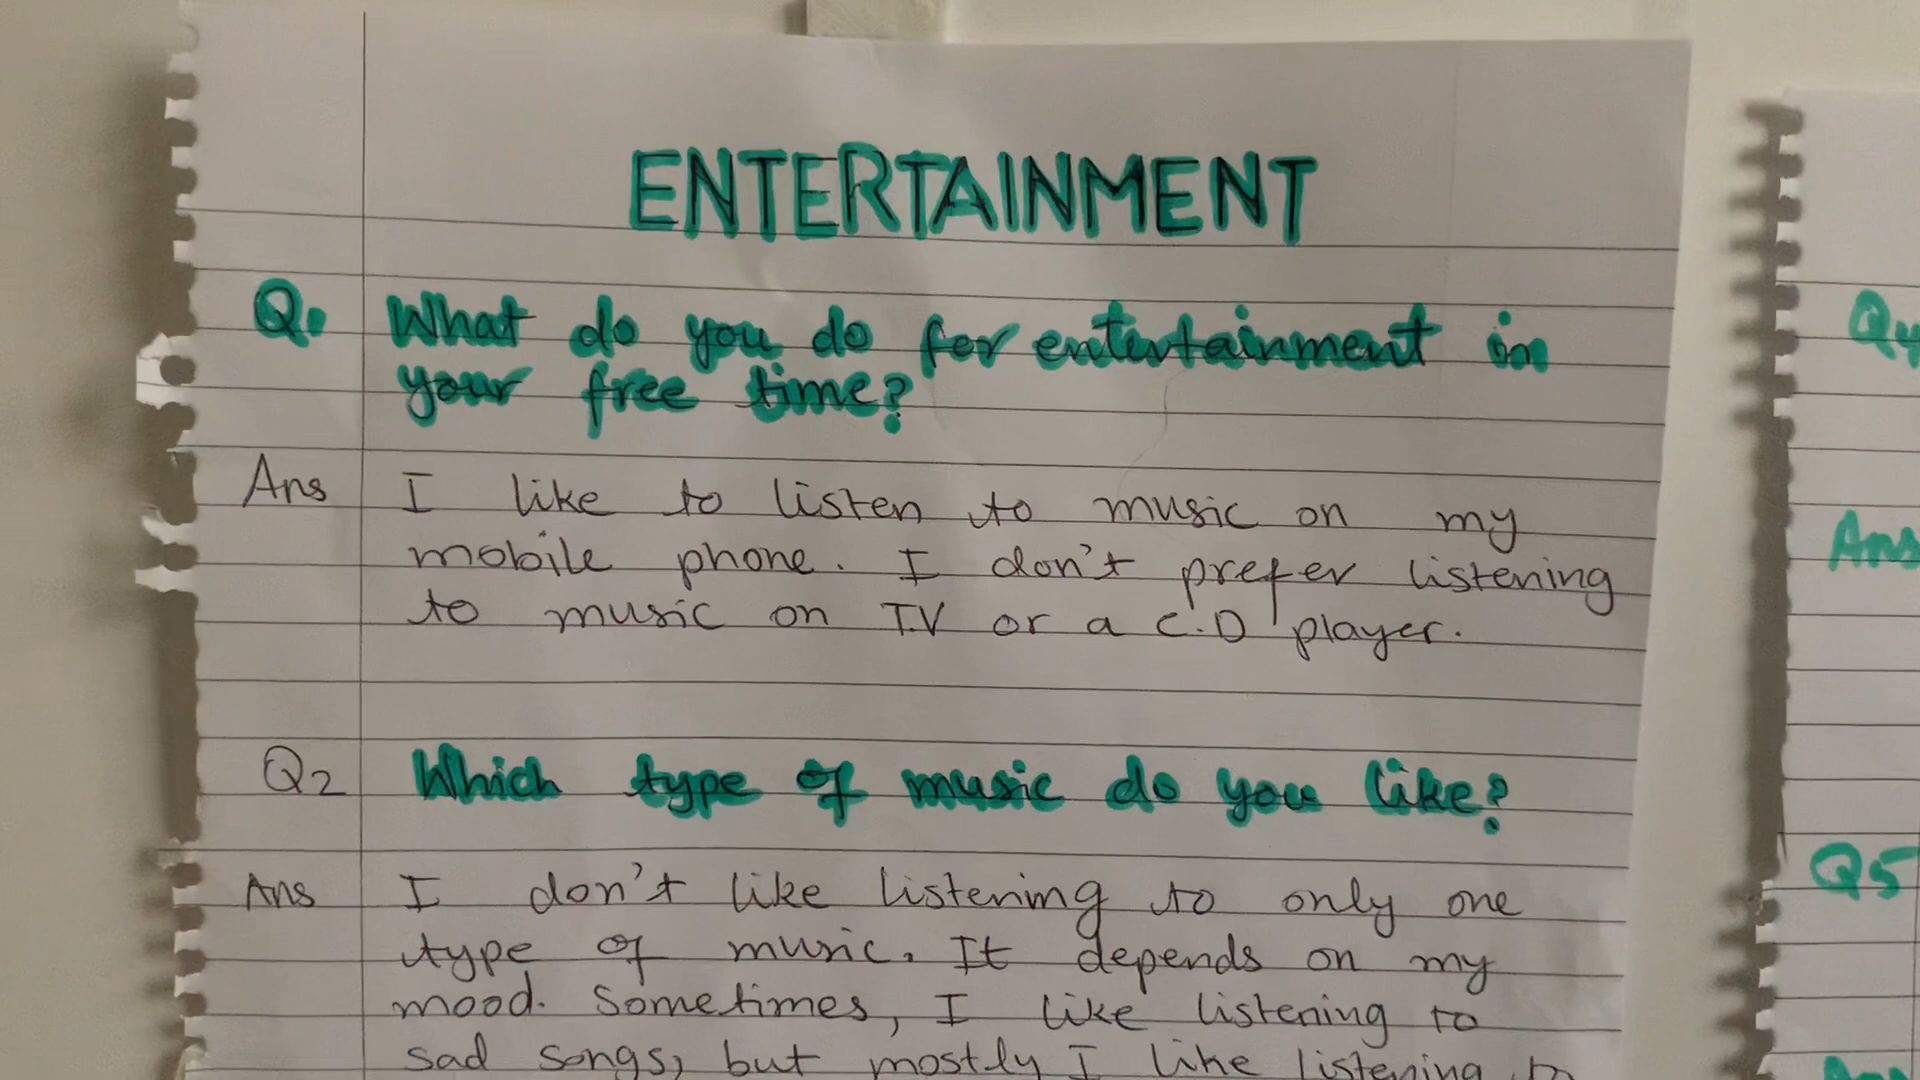 ENTERTAINMENT
Q. What do you do for entertainment in
your free time?
Ans I like to listen to music on my
mobile phone. I don't prefer listening
to music on T.V or a C.D player.
Q2 Which type of music do you like?
Ans I don't like listening to only one
type of music. It depends on my
mood. Sometimes, I like listening to
sad songs, but mostly I like listening to
Q4
Ans
Q5
Ans